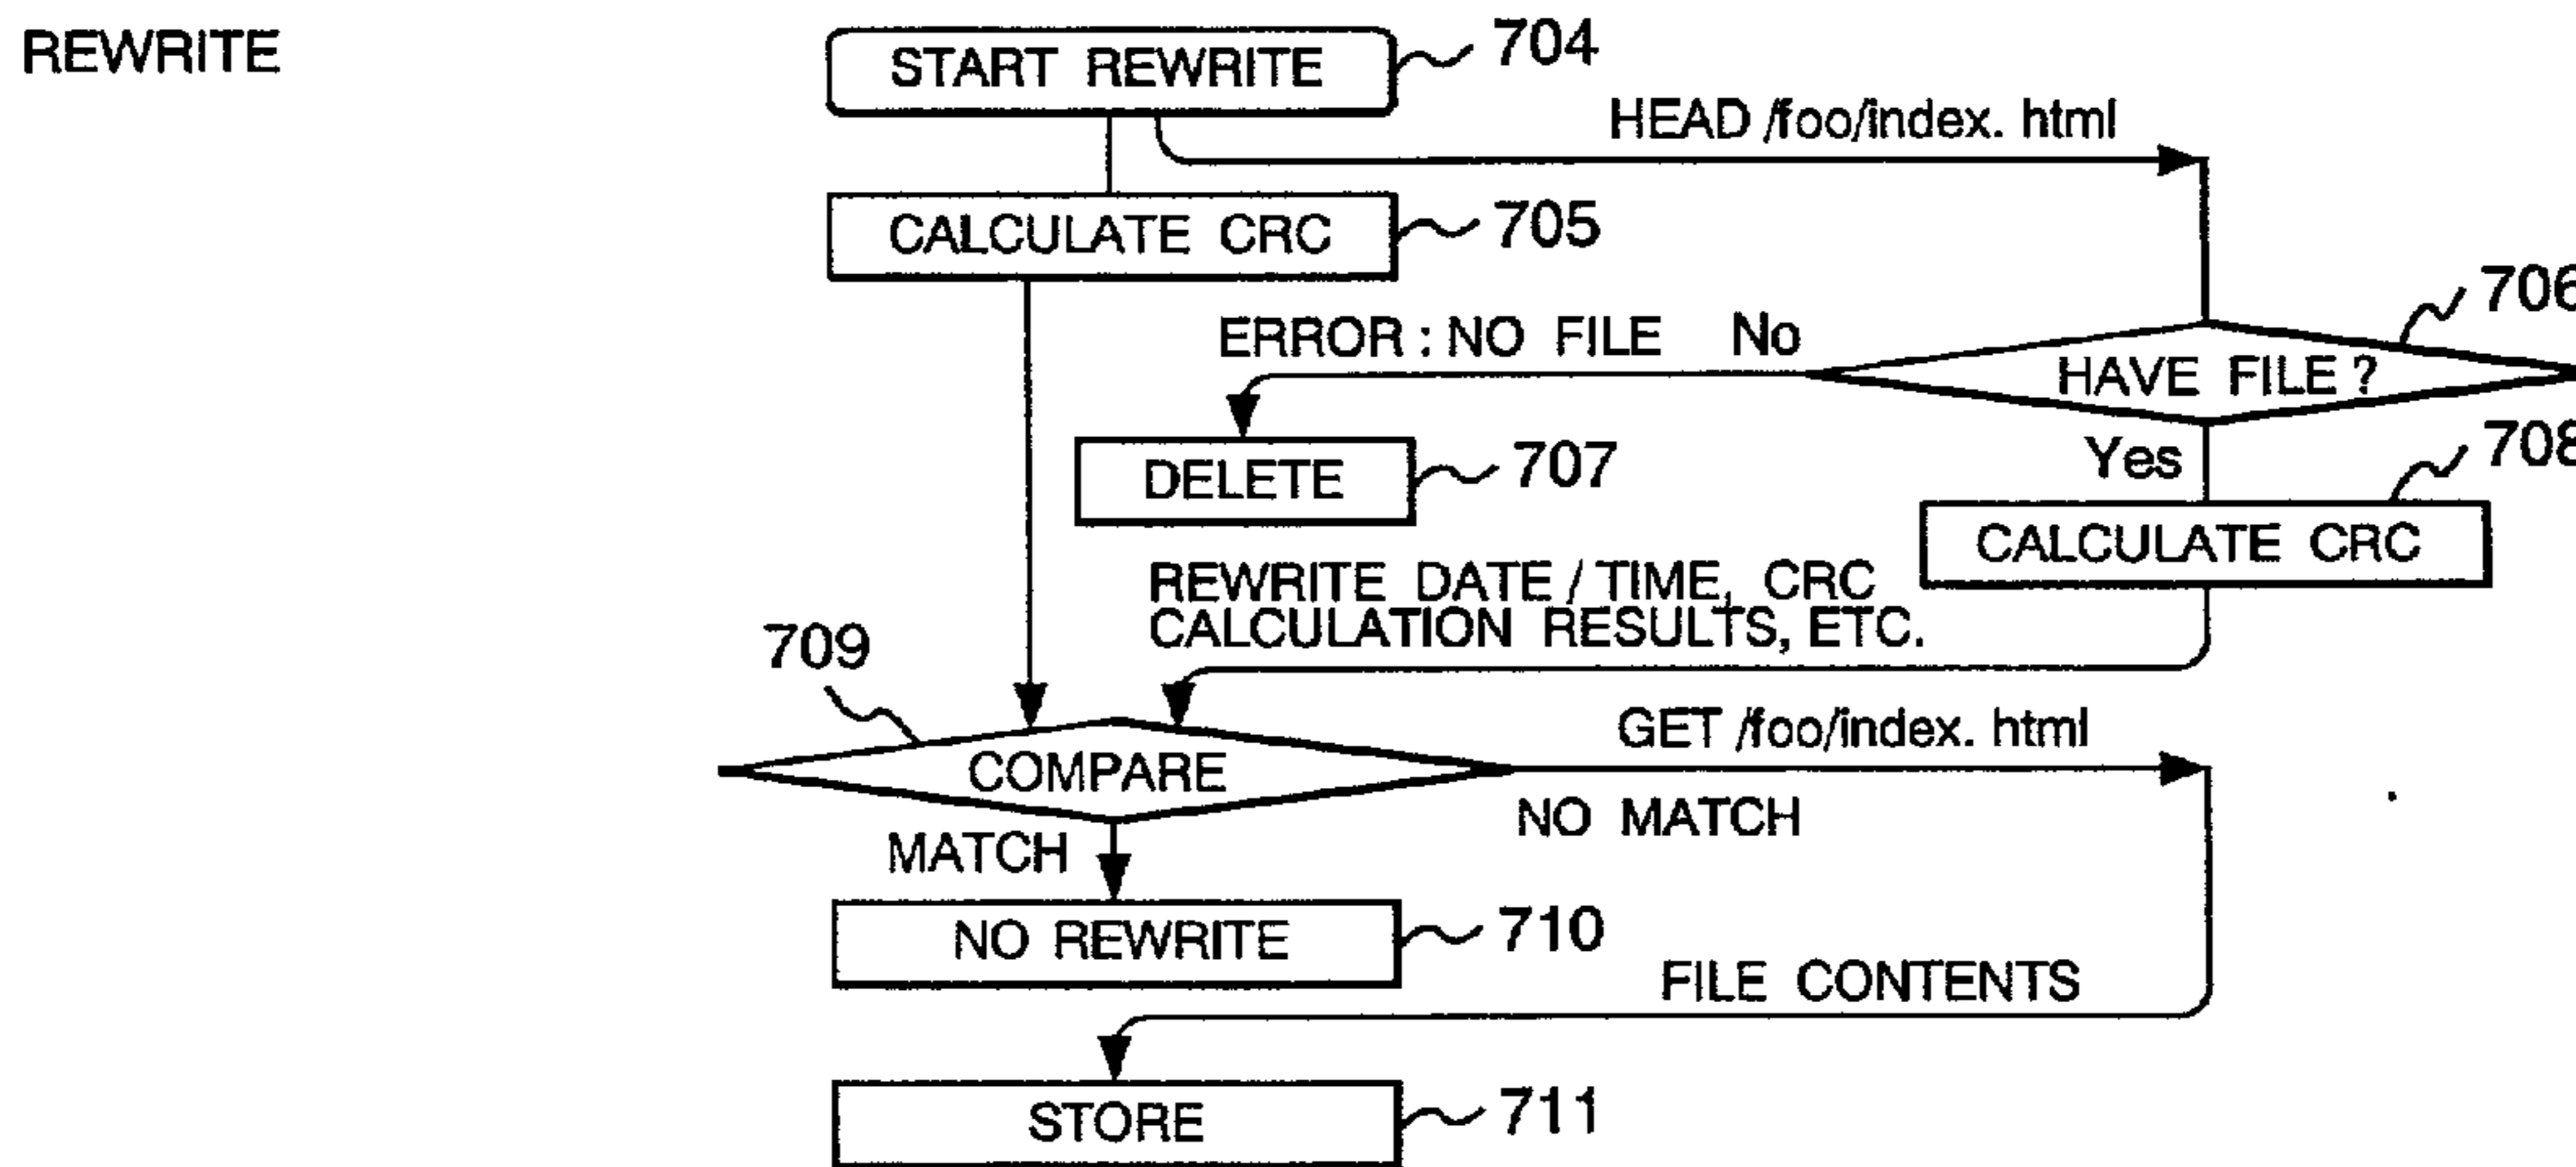 REWRITE
START REWRITE
704
HEAD /foo/index. html
CALCULATE CRC
705
706
ERROR : NO FILE No
HAVE FILE ?
DELETE
707
Yes
708
CALCULATE CRC
REWRITE DATE / TIME, CRC
CALCULATION RESULTS, ETC.
709
COMPARE
GET /foo/index. html
NO MATCH
MATCH
NO REWRITE
710
FILE CONTENTS
STORE
711